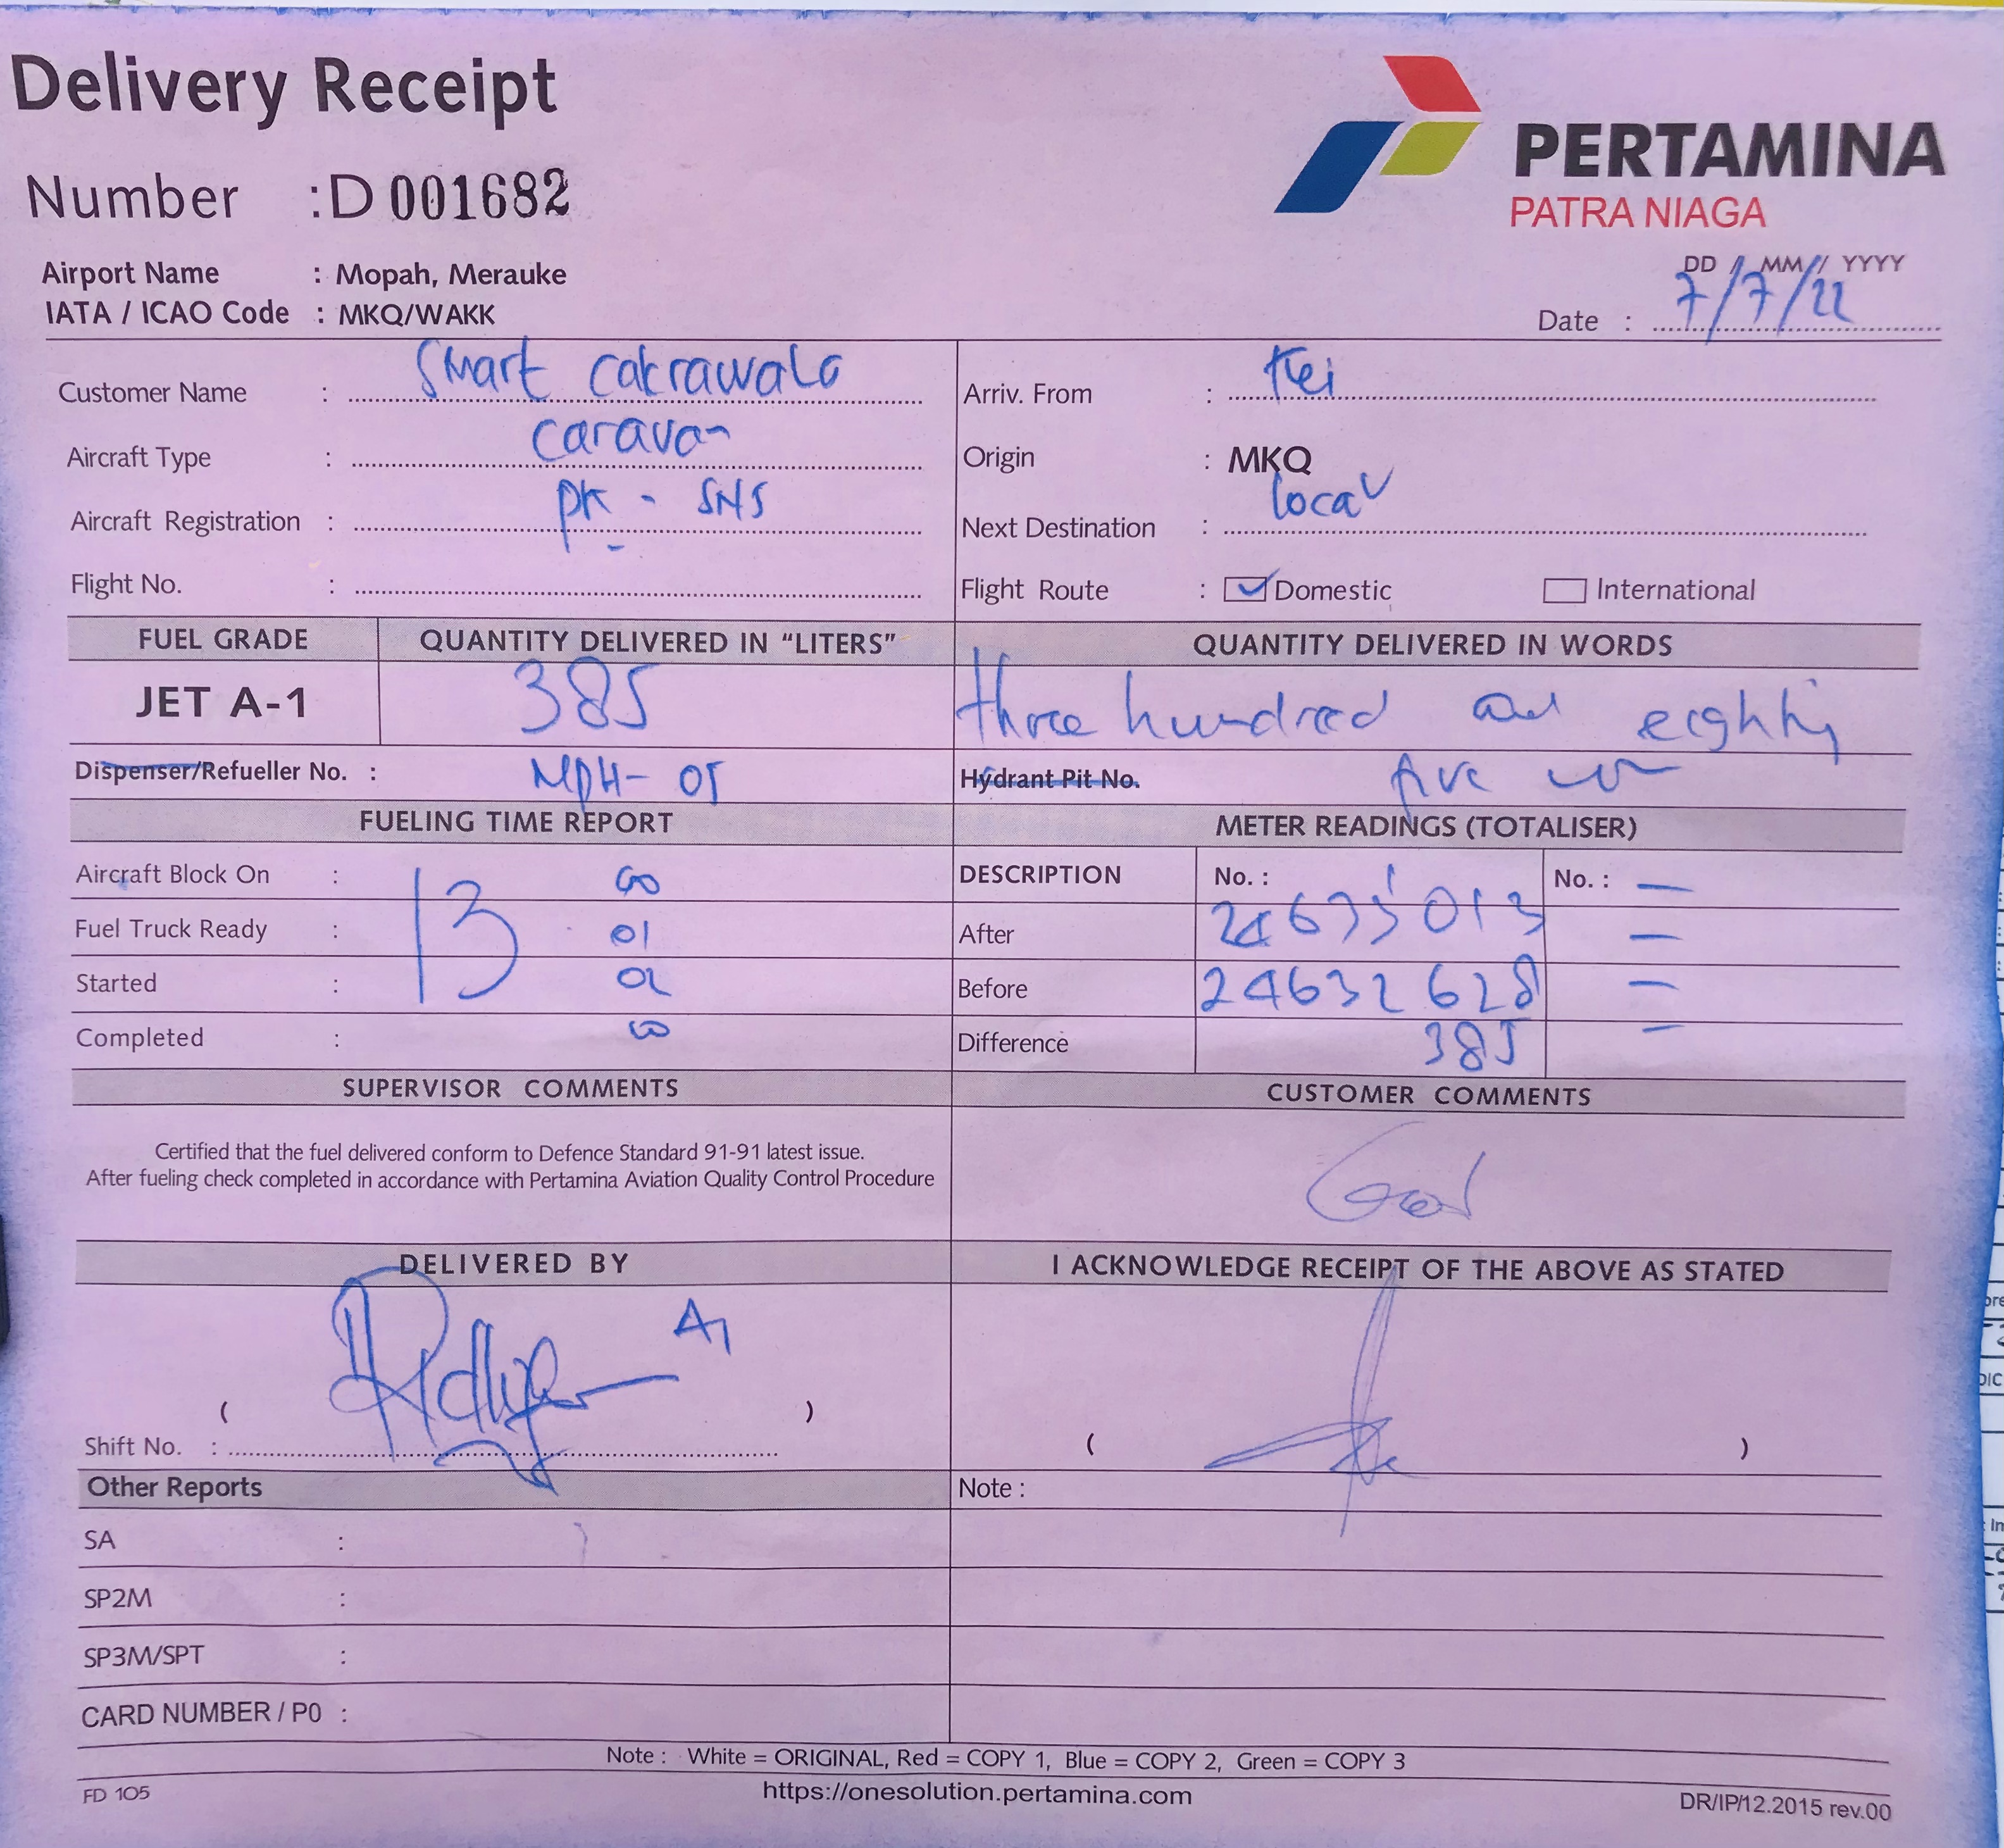 Delivery Receipt
PERTAMINA
PATRA NIAGA
Number : D 001682
Airport Name : Mopah, Merauke
IATA / ICAO Code : MKQ/WAKK
DD / MM / YYYY
Date : 7/7/22
Customer Name : Smart cakrawala
Arriv. From : Kei
Aircraft Type : caravan
Origin : MKQ
Aircraft Registration : PK - SNS
Next Destination : local
Flight No. :
Flight Route : Domestic International
FUEL GRADE QUANTITY DELIVERED IN “LITERS” QUANTITY DELIVERED IN WORDS
JET A-1 385 three hundred and eighty
Dispenser/Refueller No. : MPH- 05
Hydrant Pit No. five
FUELING TIME REPORT METER READINGS (TOTALISER)
Aircraft Block On : 13 00
DESCRIPTION No. : No. : —
Fuel Truck Ready : 01
After 24633013 —
Started : 02
Before 24632628 —
Completed :
Difference 385 —
SUPERVISOR COMMENTS CUSTOMER COMMENTS
Certified that the fuel delivered conform to Defence Standard 91-91 latest issue.
After fueling check completed in accordance with Pertamina Aviation Quality Control Procedure
Good
DELIVERED BY I ACKNOWLEDGE RECEIPT OF THE ABOVE AS STATED
( )
Shift No. :
( )
Other Reports Note :
SA :
SP2M :
SP3M/SPT :
CARD NUMBER / P0 :
Note : White = ORIGINAL, Red = COPY 1, Blue = COPY 2, Green = COPY 3
FD 105 https://onesolution.pertamina.com DR/IP/12.2015 rev.00